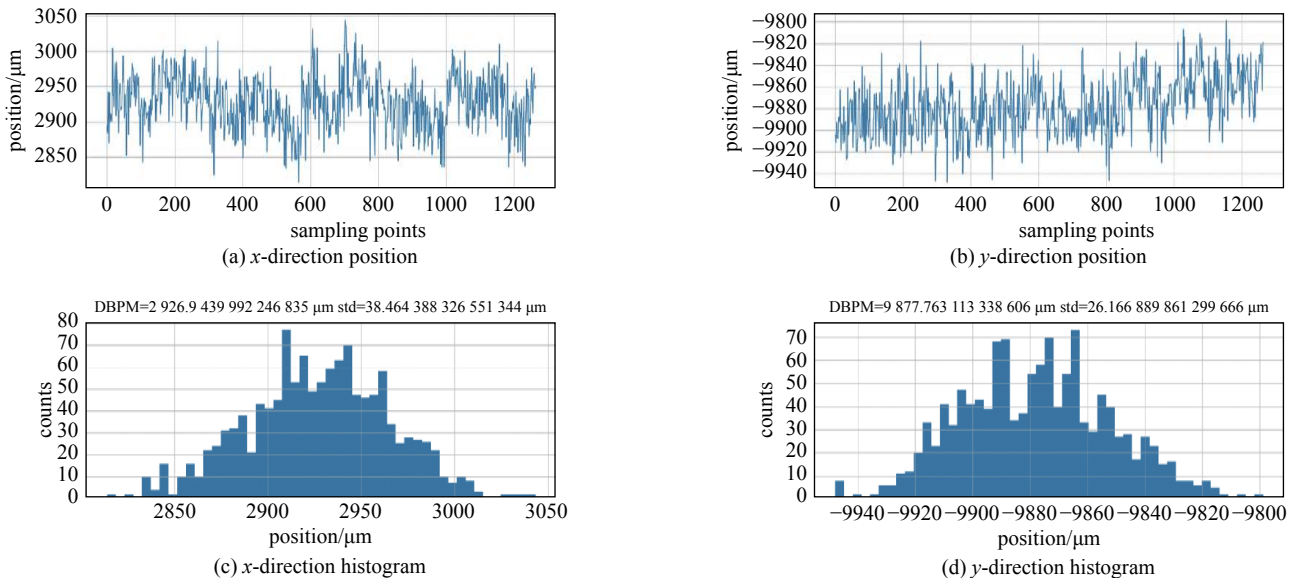 3050
3000
2950
2900
2850
position/μm
0 200 400 600 800 1000 1200
sampling points
(a) x-direction position
−9800
−9820
−9840
−9860
−9880
−9900
−9920
−9940
position/μm
0 200 400 600 800 1000 1200
sampling points
(b) y-direction position
DBPM=2 926.9 439 992 246 835 μm std=38.464 388 326 551 344 μm
80
70
60
50
40
30
20
10
0
counts
2850 2900 2950 3000 3050
position/μm
(c) x-direction histogram
DBPM=9 877.763 113 338 606 μm std=26.166 889 861 299 666 μm
70
60
50
40
30
20
10
0
counts
−9940 −9920 −9900 −9880 −9860 −9840 −9820 −9800
position/μm
(d) y-direction histogram